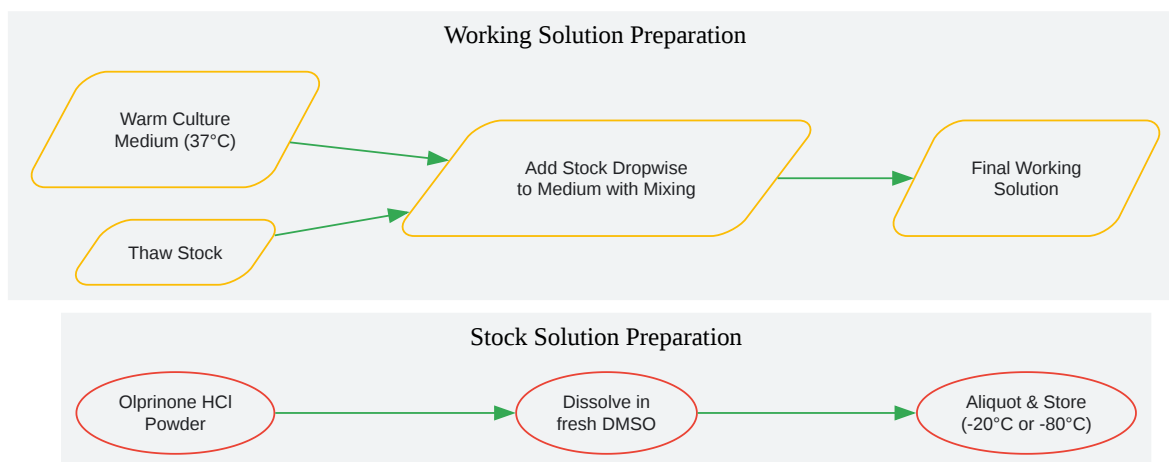 Working Solution Preparation
Warm Culture
Medium (37°C)
Thaw Stock
Add Stock Dropwise
to Medium with Mixing
Final Working
Solution
Stock Solution Preparation
Olprinone HCl
Powder
Dissolve in
fresh DMSO
Aliquot & Store
(-20°C or -80°C)